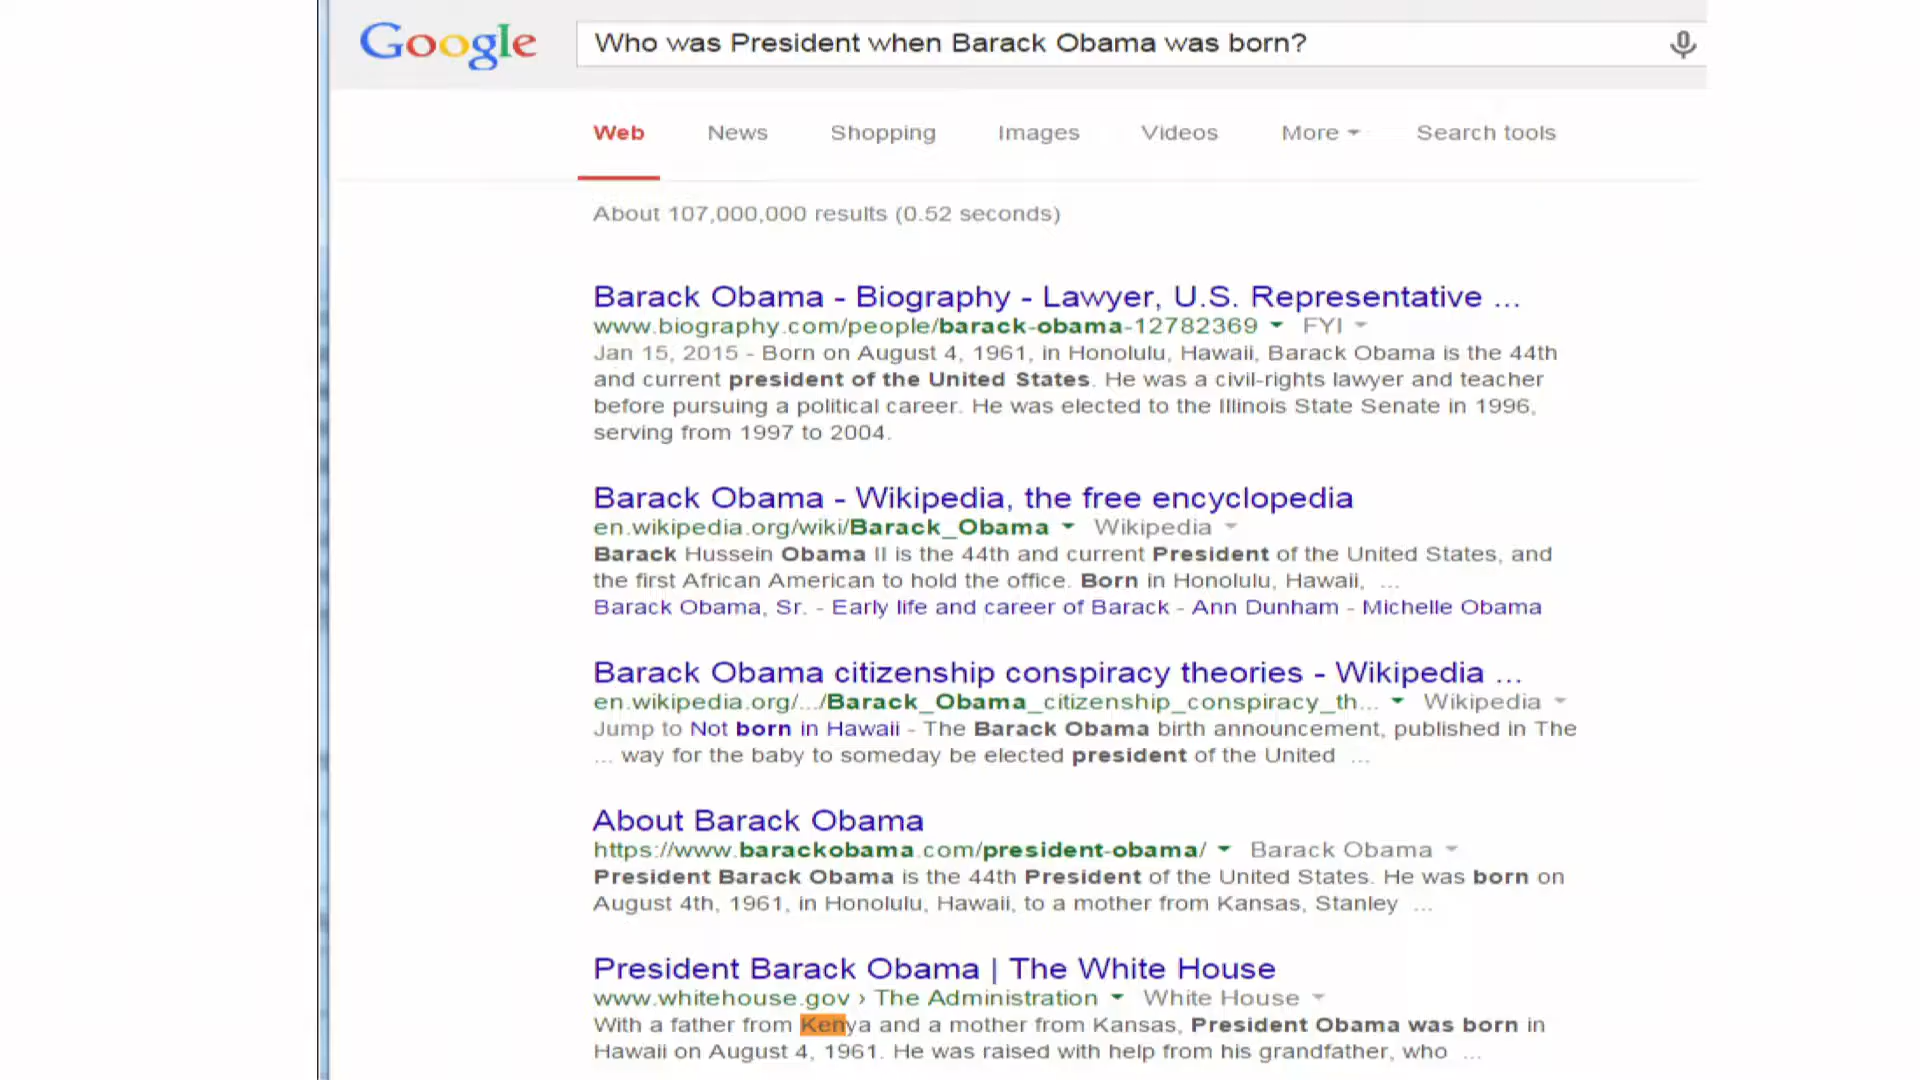 Google Who was President when Barack Obama was born?
Web News Shopping Images Videos More Search tools
About 107,000,000 results (0.52 seconds)
Barack Obama - Biography - Lawyer, U.S. Representative ...
www.biography.com/people/barack-obama-12782369 FYI
Jan 15, 2015 - Born on August 4, 1961, in Honolulu, Hawaii, Barack Obama is the 44th
and current president of the United States. He was a civil-rights lawyer and teacher
before pursuing a political career. He was elected to the Illinois State Senate in 1996,
serving from 1997 to 2004.
Barack Obama - Wikipedia, the free encyclopedia
en.wikipedia.org/wiki/Barack_Obama Wikipedia
Barack Hussein Obama II is the 44th and current President of the United States, and
the first African American to hold the office. Born in Honolulu, Hawaii, ...
Barack Obama, Sr. - Early life and career of Barack - Ann Dunham - Michelle Obama
Barack Obama citizenship conspiracy theories - Wikipedia ...
en.wikipedia.org/.../Barack_Obama_citizenship_conspiracy_th... Wikipedia
Jump to Not born in Hawaii - The Barack Obama birth announcement, published in The
... way for the baby to someday be elected president of the United ...
About Barack Obama
https://www.barackobama.com/president-obama/ Barack Obama
President Barack Obama is the 44th President of the United States. He was born on
August 4th, 1961, in Honolulu, Hawaii, to a mother from Kansas, Stanley ...
President Barack Obama | The White House
www.whitehouse.gov › The Administration White House
With a father from Kenya and a mother from Kansas, President Obama was born in
Hawaii on August 4, 1961. He was raised with help from his grandfather, who ...